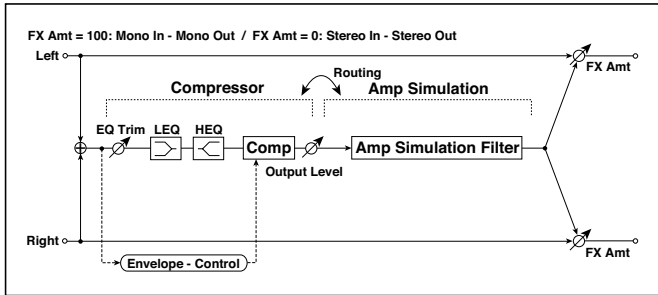 FX Amt = 100: Mono In - Mono Out / FX Amt = 0: Stereo In - Stereo Out
Left
FX Amt
Routing
Compressor
Amp Simulation
EQ Trim
LEQ
HEQ
Comp
Output Level
Amp Simulation Filter
Right
FX Amt
Envelope - Control